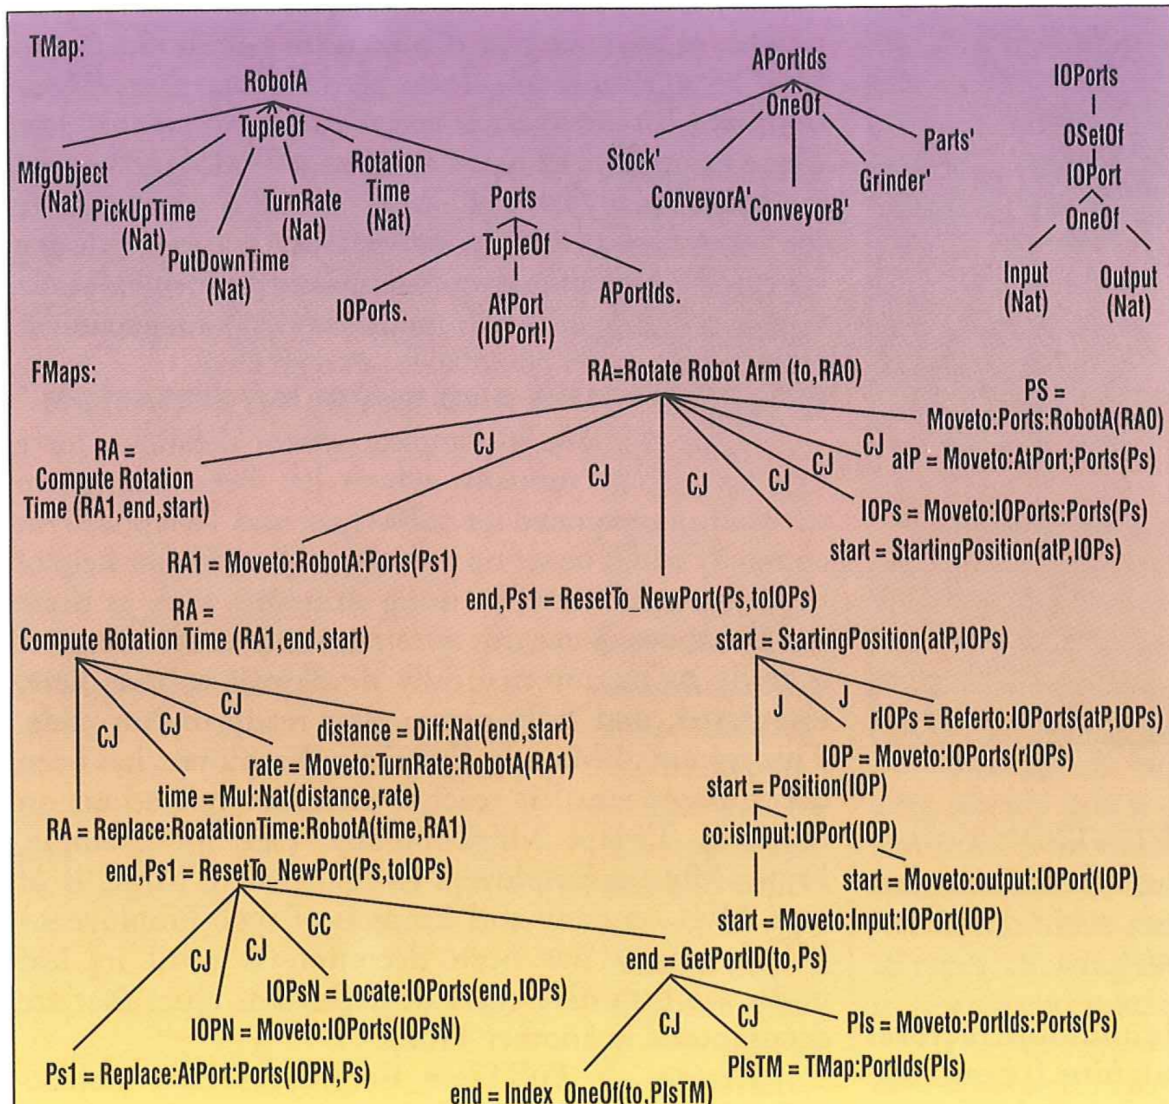 TMap:
RobotA
TupleOf
MfgObject
(Nat)
PickUpTime
(Nat)
PutDownTime
(Nat)
TurnRate
(Nat)
Rotation
Time
(Nat)
Ports
TupleOf
IOPorts.
AtPort
(IOPort!)
APortIds.
APortIds
OneOf
Stock'
ConveyorA'
ConveyorB'
Grinder'
Parts'
IOPorts
OSetOf
IOPort
OneOf
Input
(Nat)
Output
(Nat)
FMaps:
RA=Rotate Robot Arm (to,RA0)
RA =
Compute Rotation
Time (RA1,end,start)
CJ
RA1 = Moveto:RobotA:Ports(Ps1)
CJ
end,Ps1 = ResetTo_NewPort(Ps,toIOPs)
CJ
start = StartingPosition(atP,IOPs)
CJ
IOPs = Moveto:IOPorts:Ports(Ps)
CJ
atP = Moveto:AtPort;Ports(Ps)
CJ
PS =
Moveto:Ports:RobotA(RA0)
RA =
Compute Rotation Time (RA1,end,start)
CJ
distance = Diff:Nat(end,start)
CJ
rate = Moveto:TurnRate:RobotA(RA1)
CJ
time = Mul:Nat(distance,rate)
RA = Replace:RoatationTime:RobotA(time,RA1)
start = StartingPosition(atP,IOPs)
J
J
rIOPs = Referto:IOPorts(atP,IOPs)
IOP = Moveto:IOPorts(rIOPs)
start = Position(IOP)
co:isInput:IOPort(IOP)
start = Moveto:output:IOPort(IOP)
start = Moveto:Input:IOPort(IOP)
end,Ps1 = ResetTo_NewPort(Ps,toIOPs)
CJ
CJ
CC
IOPsN = Locate:IOPorts(end,IOPs)
IOPN = Moveto:IOPorts(IOPsN)
Ps1 = Replace:AtPort:Ports(IOPN,Ps)
end = GetPortID(to,Ps)
CJ
CJ
PIs = Moveto:PortIds:Ports(Ps)
PIsTM = TMap:PortIds(PIs)
end = Index_OneOf(to,PIsTM)